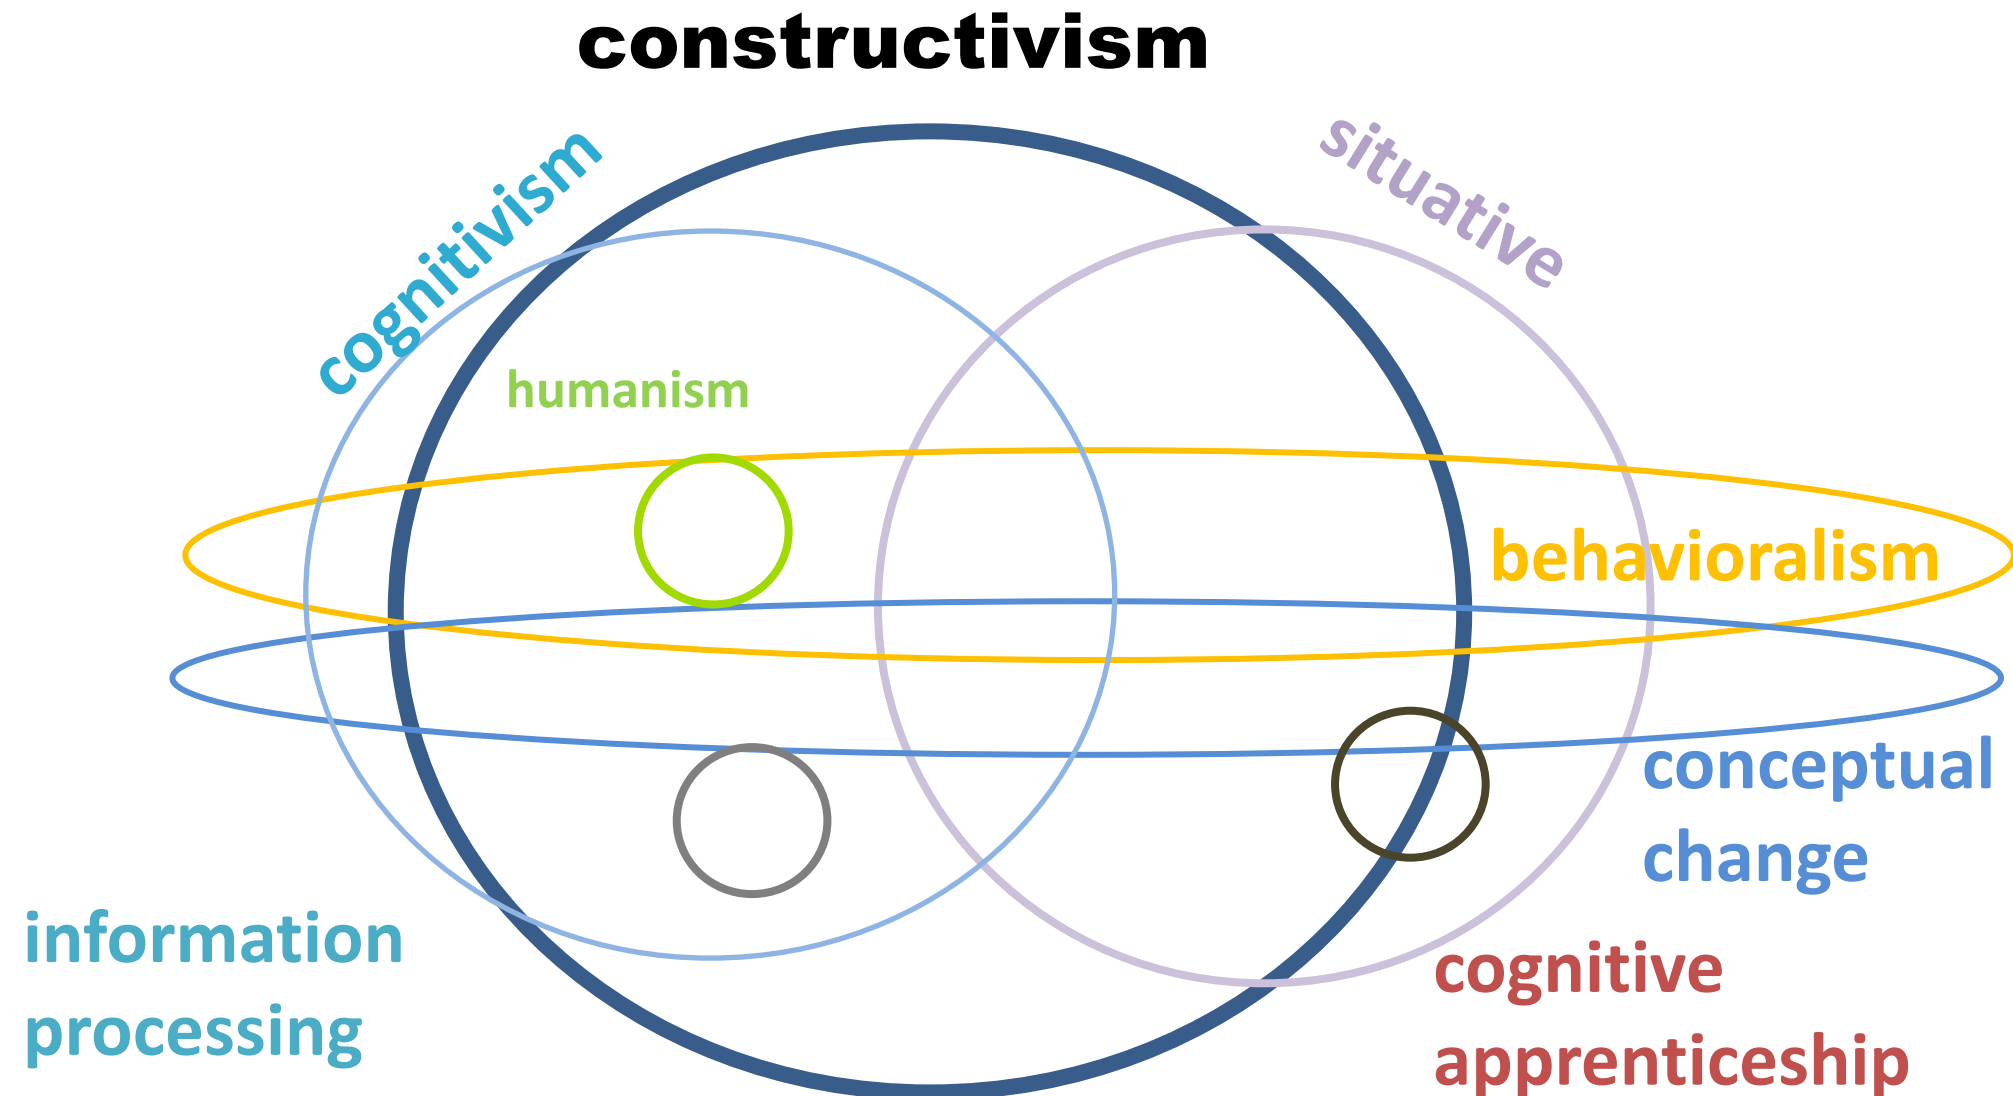 constructivism
cognitivism
situative
humanism
behavioralism
conceptual
change
information
processing
cognitive
apprenticeship